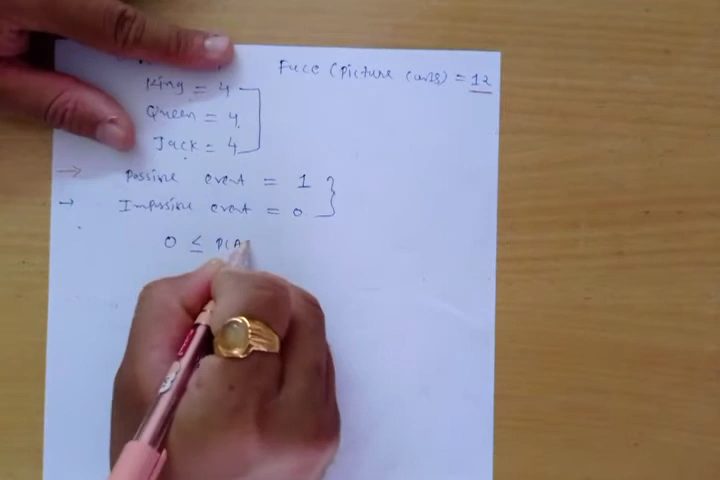 Face (Picture Cards) = 12
King = 4
Queen = 4
Jack = 4
→ Possible event = 1
→ Impossible event = 0
0 ≤ P(A